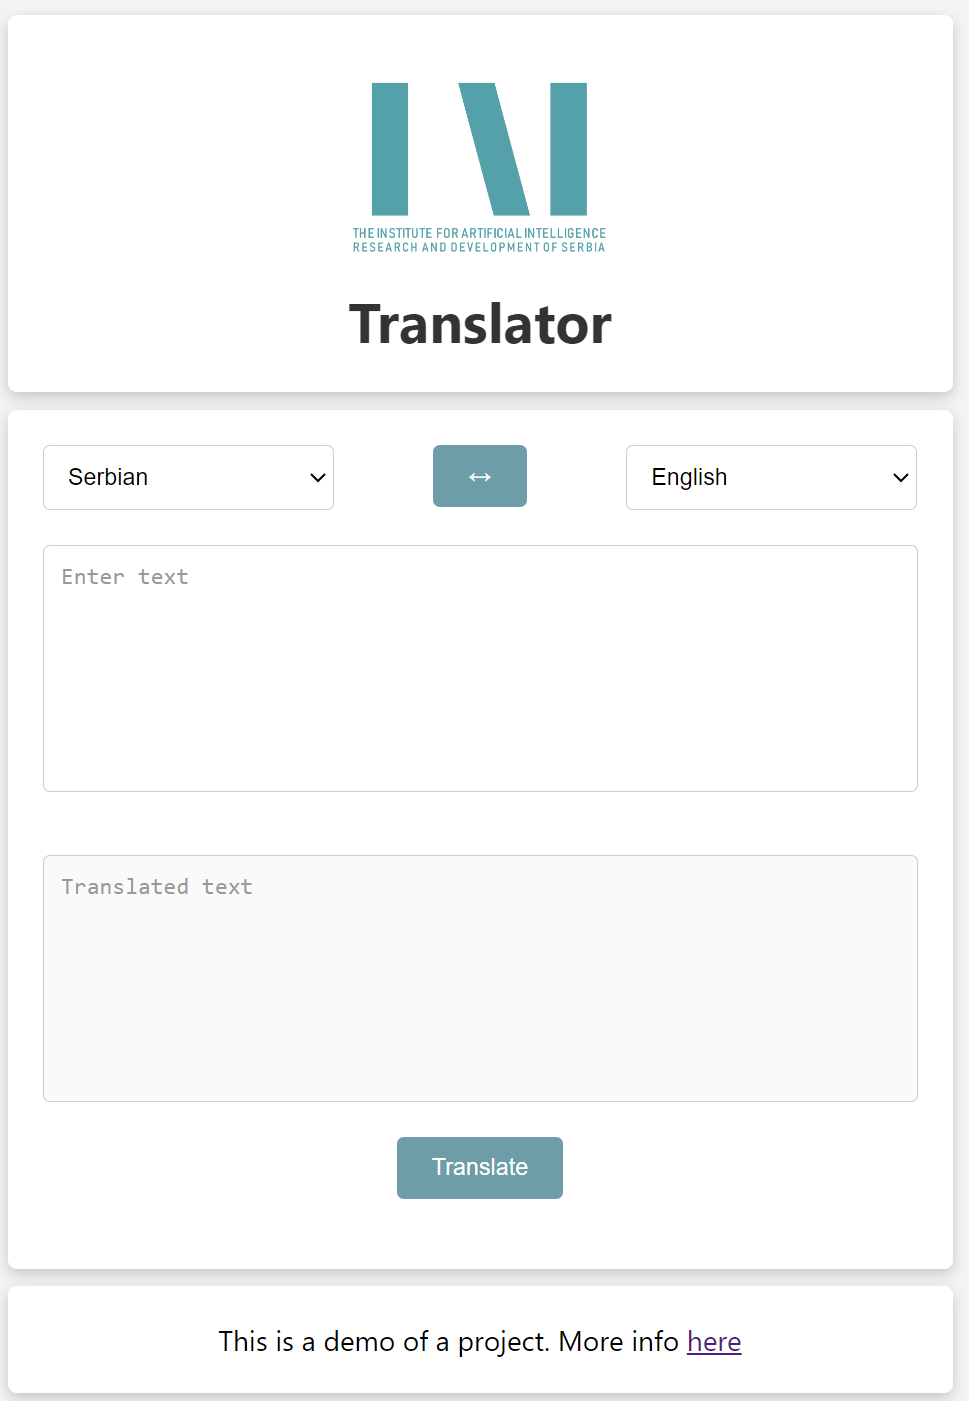 THE INSTITUTE FOR ARTIFICIAL INTELLIGENCE
RESEARCH AND DEVELOPMENT OF SERBIA
Translator
Serbian
↔
English
Enter text
Translated text
Translate
This is a demo of a project. More info here